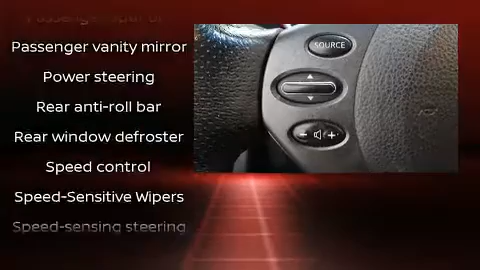 Passenger vanity mirror
Power steering
Rear anti-roll bar
Rear window defroster
Speed control
Speed-Sensitive Wipers
Speed-sensing steering
SOURCE